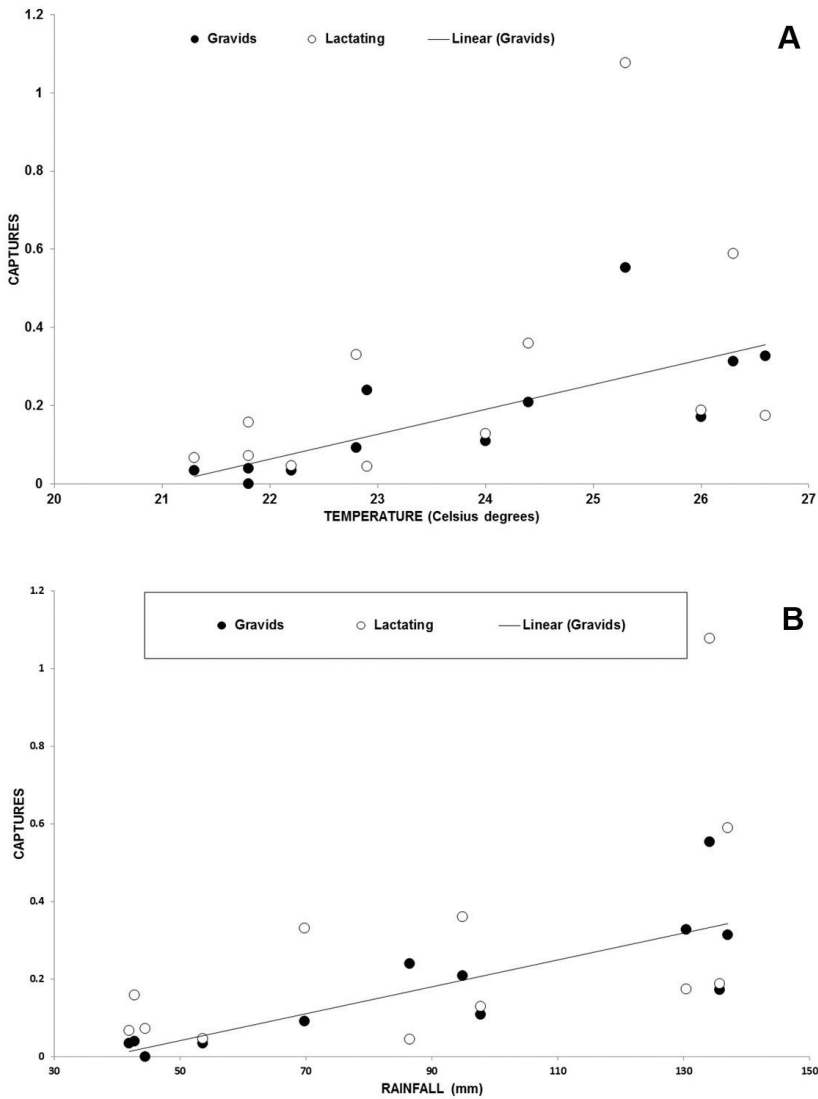 A
Gravids Lactating Linear (Gravids)
1.2
1
0.8
0.6
0.4
0.2
0
CAPTURES
20 21 22 23 24 25 26 27
TEMPERATURE (Celsius degrees)
B
Gravids Lactating Linear (Gravids)
1.2
1
0.8
0.6
0.4
0.2
0
CAPTURES
30 50 70 90 110 130 150
RAINFALL (mm)